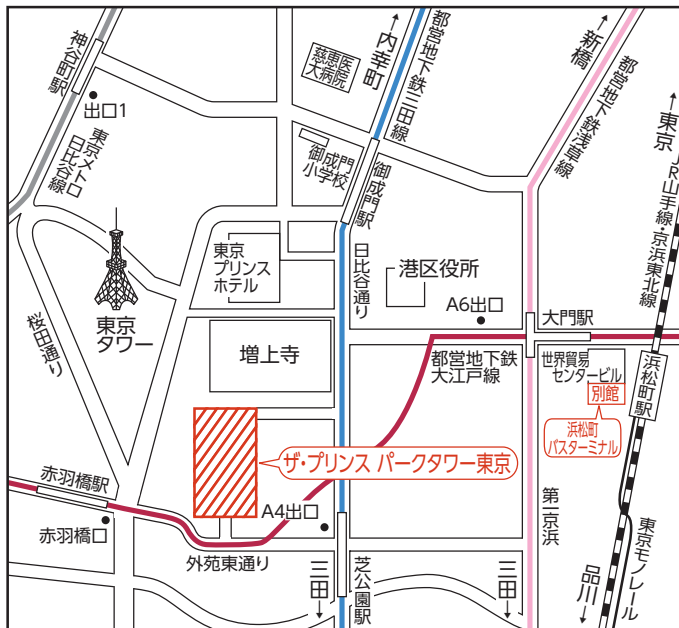 神谷町駅
出口1
東京メトロ
日比谷線
慈恵医
大病院
内幸町
都営地下鉄三田線
新橋
都営地下鉄浅草線
東京
JR山手線・京浜東北線
御成門
小学校
御成門駅
日比谷通り
東京
プリンス
ホテル
港区役所
A6出口
大門駅
東京
タワー
桜田通り
増上寺
都営地下鉄
大江戸線
世界貿易
センタービル
別館
浜松町
バスターミナル
浜松町駅
ザ・プリンス パークタワー東京
赤羽橋駅
赤羽橋口
A4出口
外苑東通り
三田
芝公園駅
三田
第一京浜
品川
東京モノレール